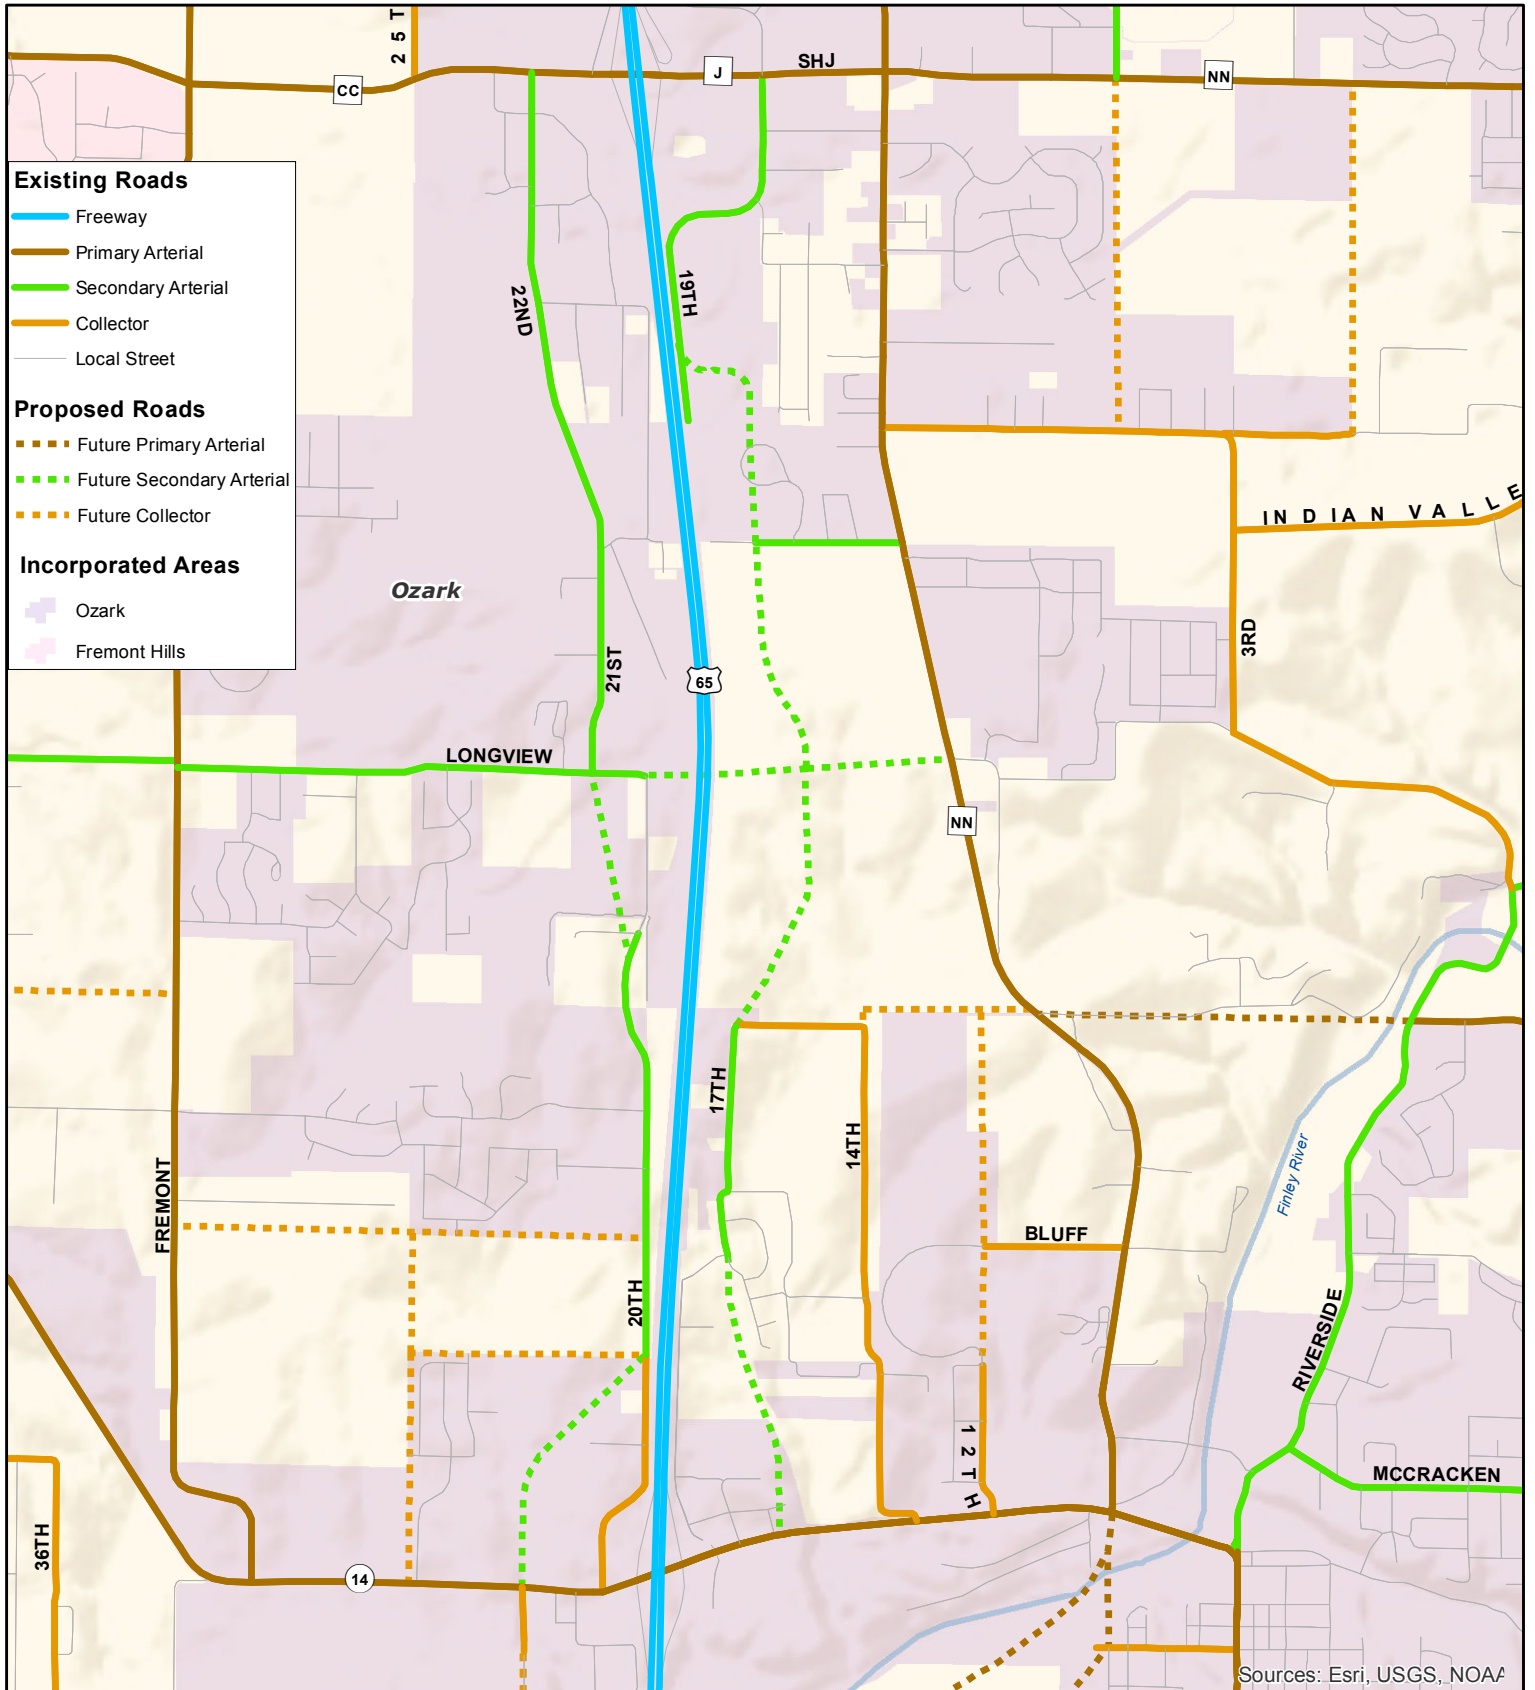 25T
SHJ
J
CC
NN
Existing Roads
Freeway
Primary Arterial
Secondary Arterial
Collector
Local Street
Proposed Roads
Future Primary Arterial
Future Secondary Arterial
Future Collector
Incorporated Areas
Ozark
Fremont Hills
19TH
22ND
INDIAN VALLE
Ozark
3RD
21ST
65
LONGVIEW
NN
17TH
14TH
Finley River
FREMONT
BLUFF
20TH
RIVERSIDE
12TH
MCCRACKEN
36TH
14
Sources: Esri, USGS, NOAA